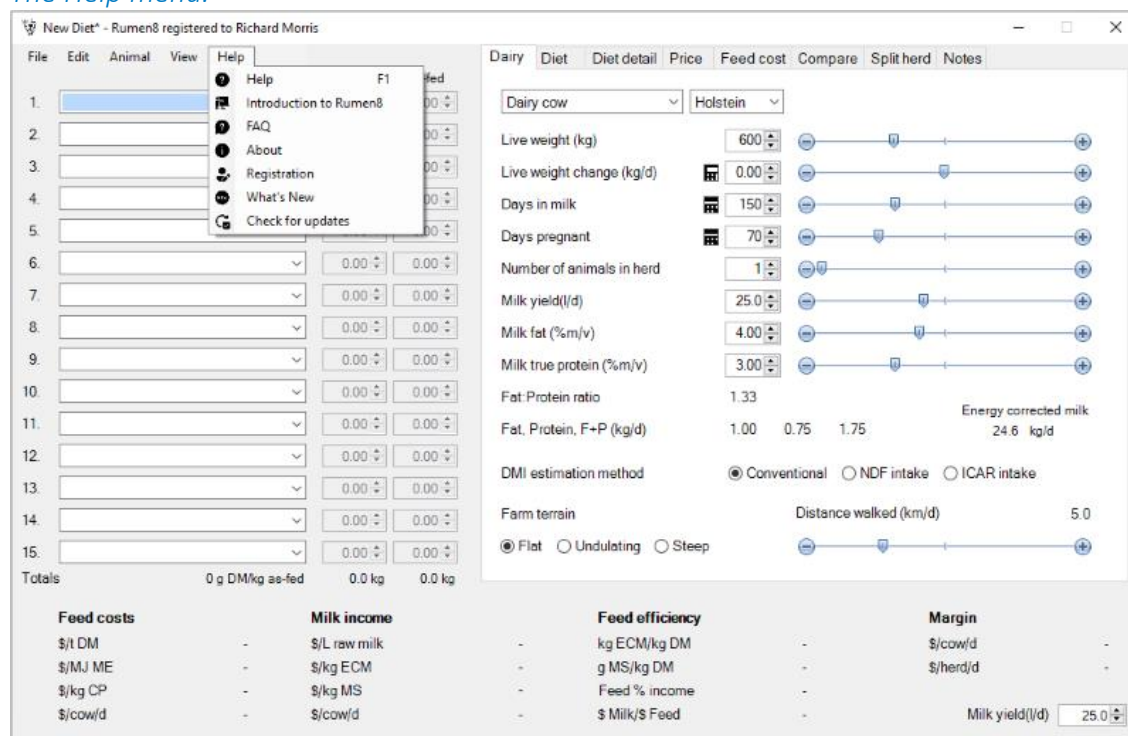 The Help menu.
New Diet* - Rumen8 registered to Richard Morris
File Edit Animal View Help
Help F1
Introduction to Rumen8
FAQ
About
Registration
What's New
Check for updates
1.
2.
3.
4.
5.
6. 0.00 0.00
7. 0.00 0.00
8. 0.00 0.00
9. 0.00 0.00
10. 0.00 0.00
11. 0.00 0.00
12. 0.00 0.00
13. 0.00 0.00
14. 0.00 0.00
15. 0.00 0.00
Totals 0 g DM/kg as-fed 0.0 kg 0.0 kg
Dairy Diet Diet detail Price Feed cost Compare Split herd Notes
Dairy cow Holstein
Live weight (kg) 600
Live weight change (kg/d) 0.00
Days in milk 150
Days pregnant 70
Number of animals in herd 1
Milk yield(l/d) 25.0
Milk fat (%m/v) 4.00
Milk true protein (%m/v) 3.00
Fat:Protein ratio 1.33
Energy corrected milk
Fat, Protein, F+P (kg/d) 1.00 0.75 1.75 24.6 kg/d
DMI estimation method Conventional NDF intake ICAR intake
Farm terrain Distance walked (km/d) 5.0
Flat Undulating Steep
Feed costs Milk income Feed efficiency Margin
$/t DM - $/L raw milk - kg ECM/kg DM - $/cow/d -
$/MJ ME - $/kg ECM - g MS/kg DM - $/herd/d -
$/kg CP - $/kg MS - Feed % income -
$/cow/d - $/cow/d - $ Milk/$ Feed - Milk yield(l/d) 25.0